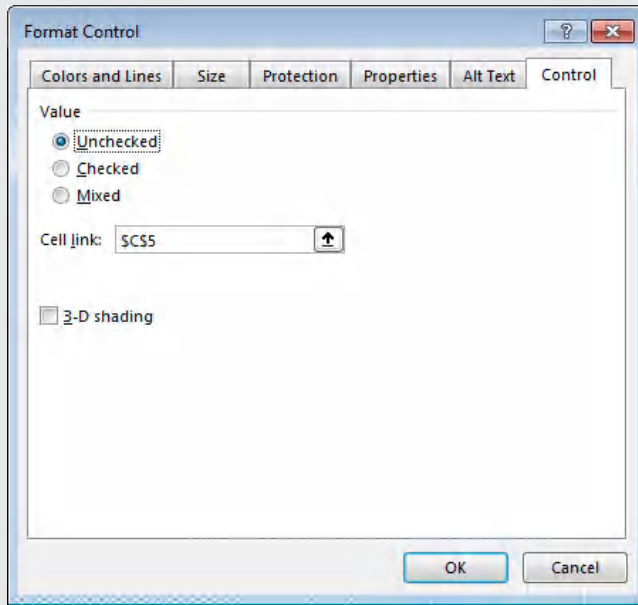 Format Control
?
Colors and Lines Size Protection Properties Alt Text Control
Value
Unchecked
Checked
Mixed
Cell link: $C$5
3-D shading
OK Cancel